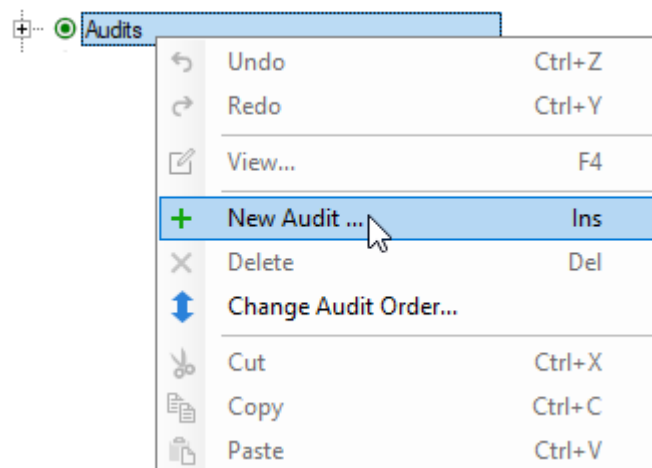 Audits
Undo Ctrl+Z
Redo Ctrl+Y
View... F4
New Audit ... Ins
Delete Del
Change Audit Order...
Cut Ctrl+X
Copy Ctrl+C
Paste Ctrl+V